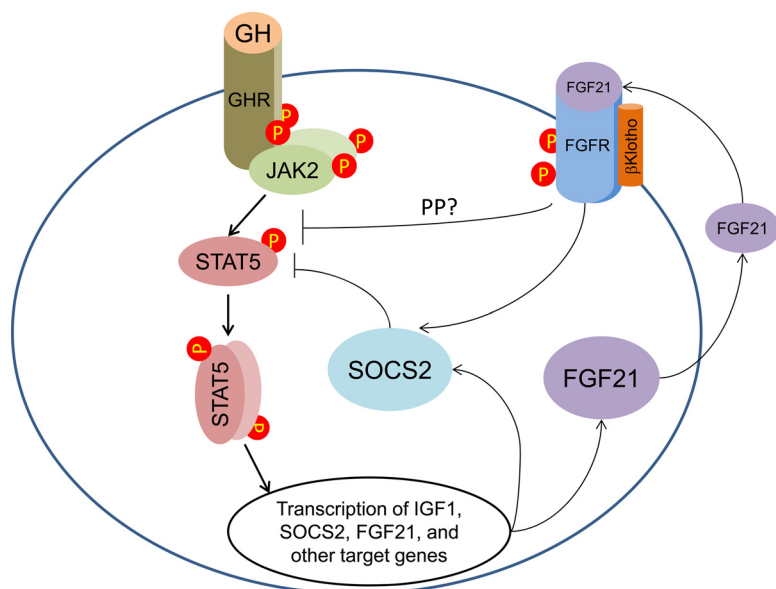 GH
GHR
P
P
P
P
JAK2
FGF21
P
P
FGFR
βKlotho
PP?
FGF21
P
STAT5
P
STAT5
P
SOCS2
FGF21
Transcription of IGF1,
SOCS2, FGF21, and
other target genes